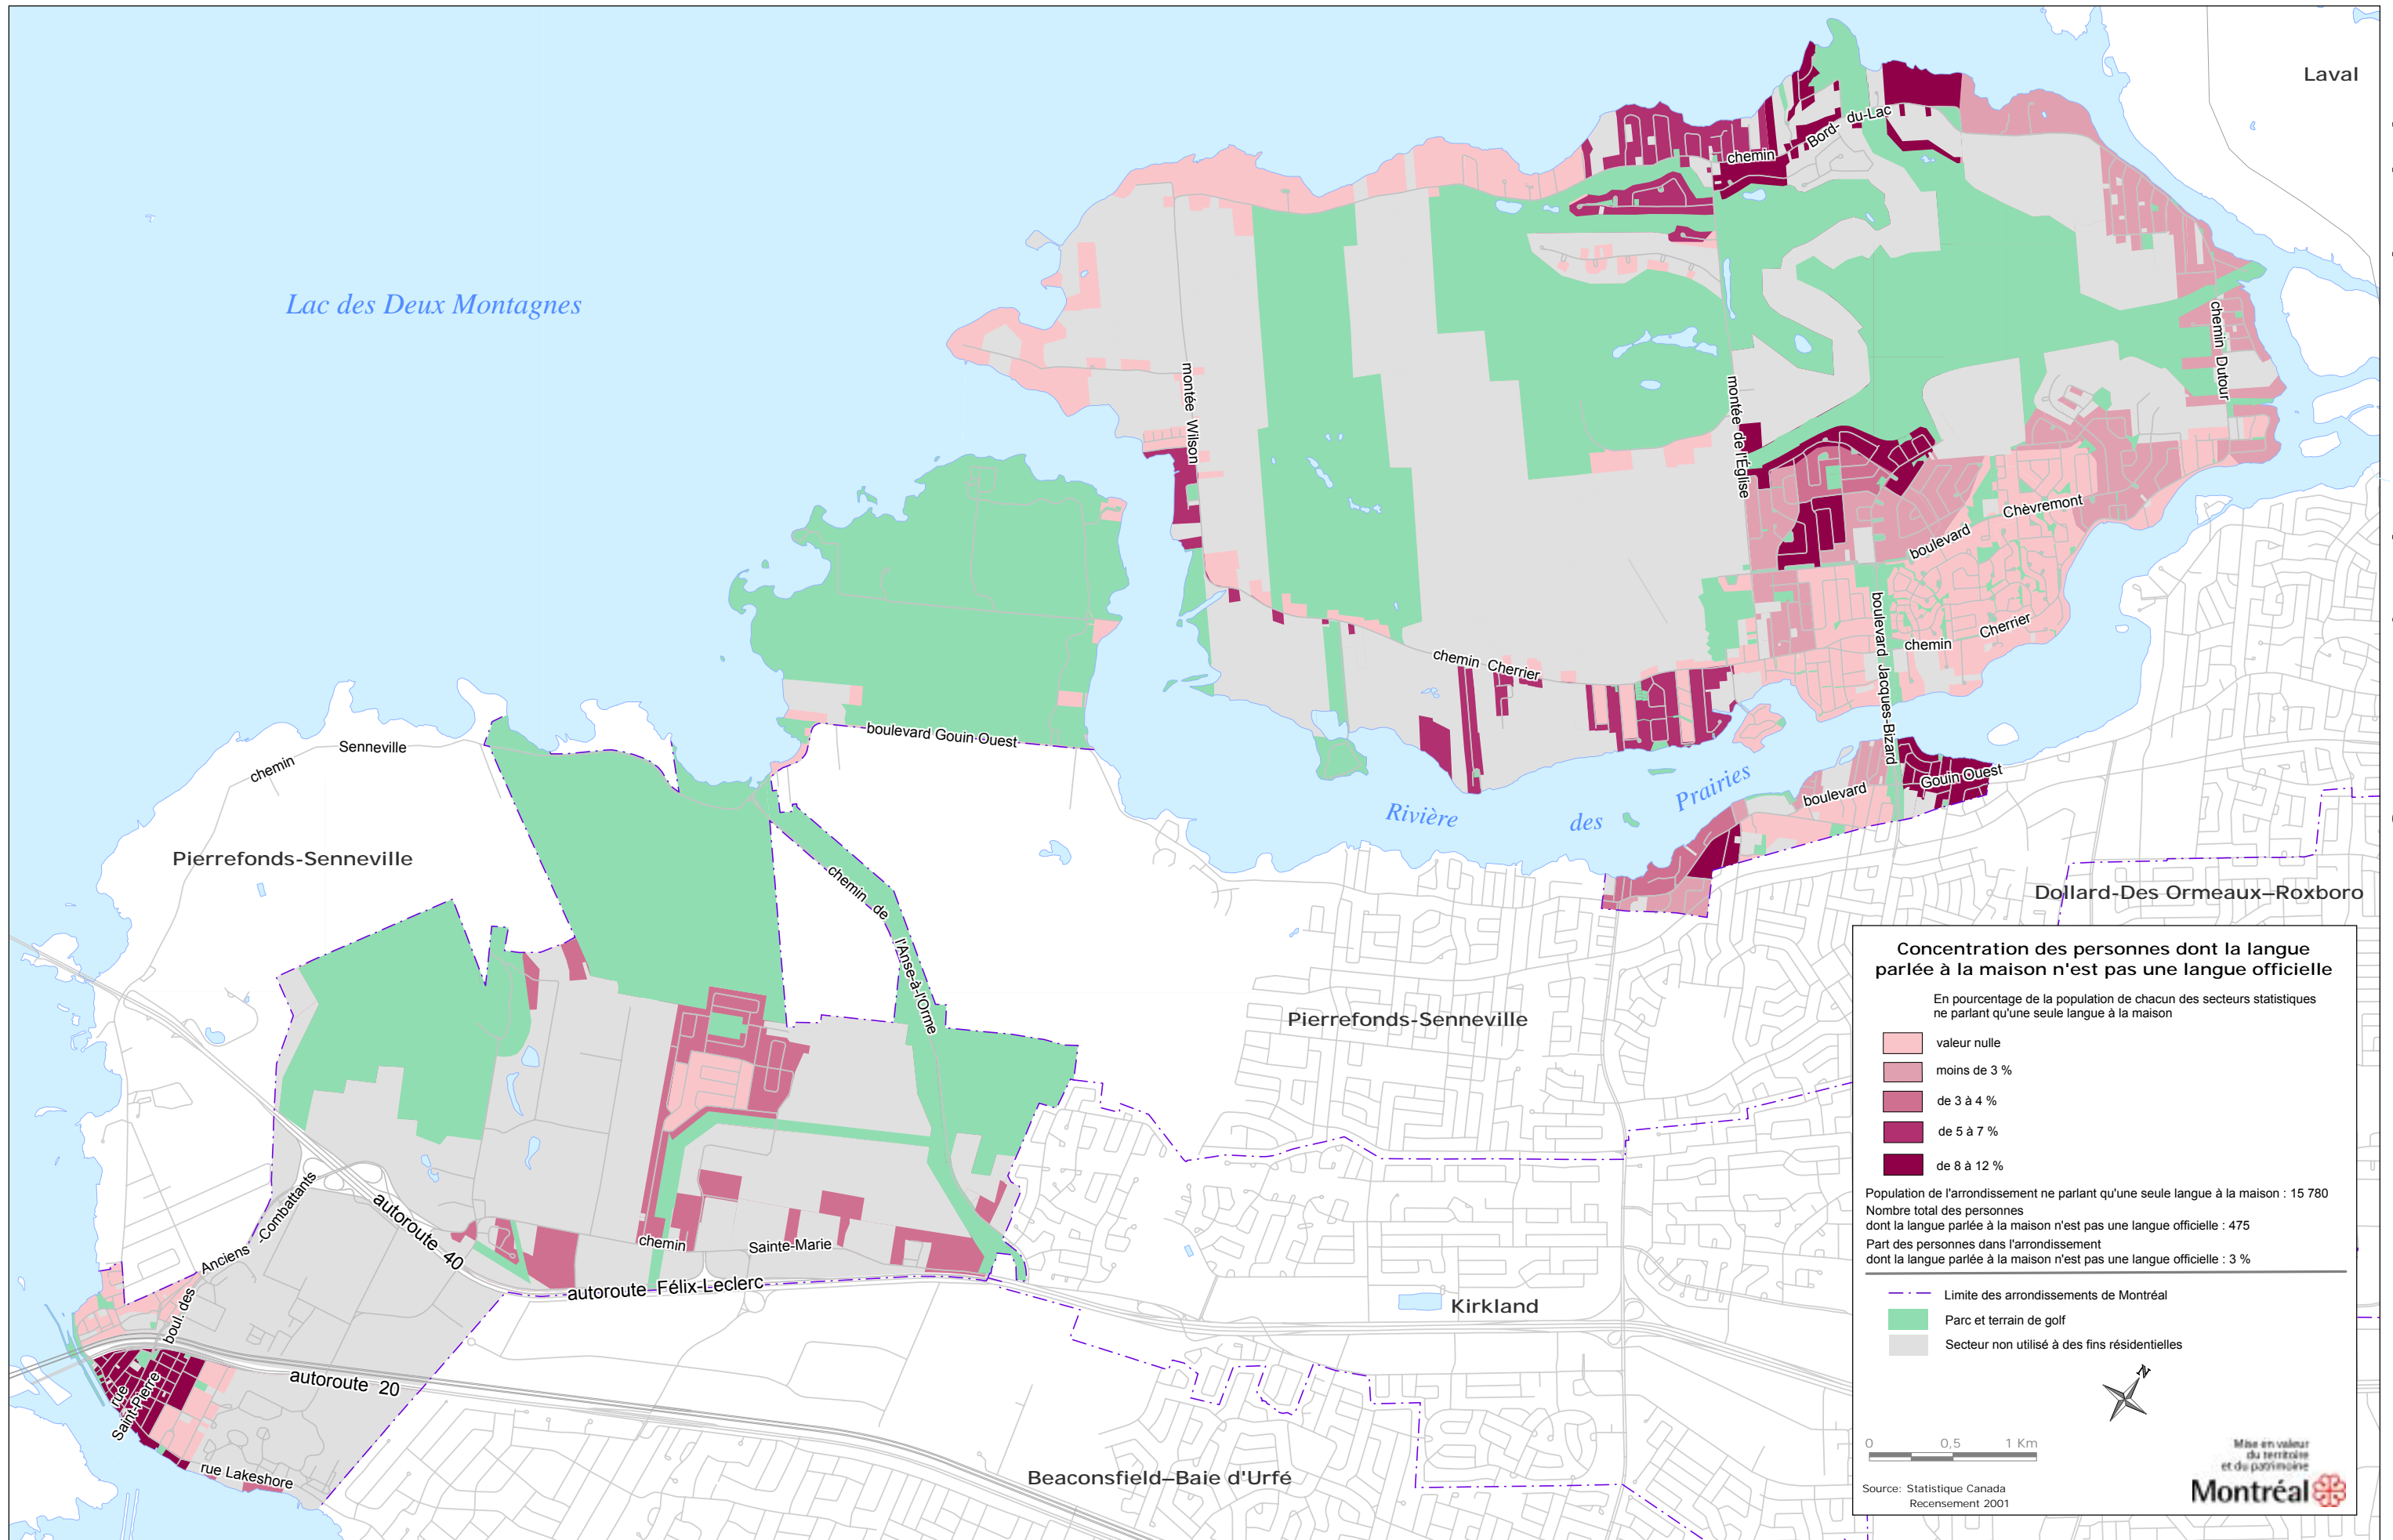 Laval
Bord- du-Lac
chemin
Lac des Deux Montagnes
chemin Dutour
montée Wilson
montée de l'Église
Chèvremont
boulevard
boulevard Jacques-Bizard
Cherrier
chemin
chemin Cherrier
boulevard Gouin Ouest
Senneville
chemin
Gouin Ouest
boulevard
Prairies
des
Rivière
Pierrefonds-Senneville
chemin de l'Anse-à-l'Orme
Dollard-Des Ormeaux–Roxboro
Pierrefonds-Senneville
Anciens -Combattants
boul. des
autoroute 40
chemin Sainte-Marie
autoroute Félix-Leclerc
Kirkland
autoroute 20
rue
Saint-Pierre
rue Lakeshore
Beaconsfield–Baie d'Urfé
Concentration des personnes dont la langue
parlée à la maison n'est pas une langue officielle
En pourcentage de la population de chacun des secteurs statistiques
ne parlant qu'une seule langue à la maison
valeur nulle
moins de 3 %
de 3 à 4 %
de 5 à 7 %
de 8 à 12 %
Population de l'arrondissement ne parlant qu'une seule langue à la maison : 15 780
Nombre total des personnes
dont la langue parlée à la maison n'est pas une langue officielle : 475
Part des personnes dans l'arrondissement
dont la langue parlée à la maison n'est pas une langue officielle : 3 %
Limite des arrondissements de Montréal
Parc et terrain de golf
Secteur non utilisé à des fins résidentielles
N
0 0,5 1 Km
Mise en valeur
du territoire
et du patrimoine
Montréal
Source: Statistique Canada
Recensement 2001